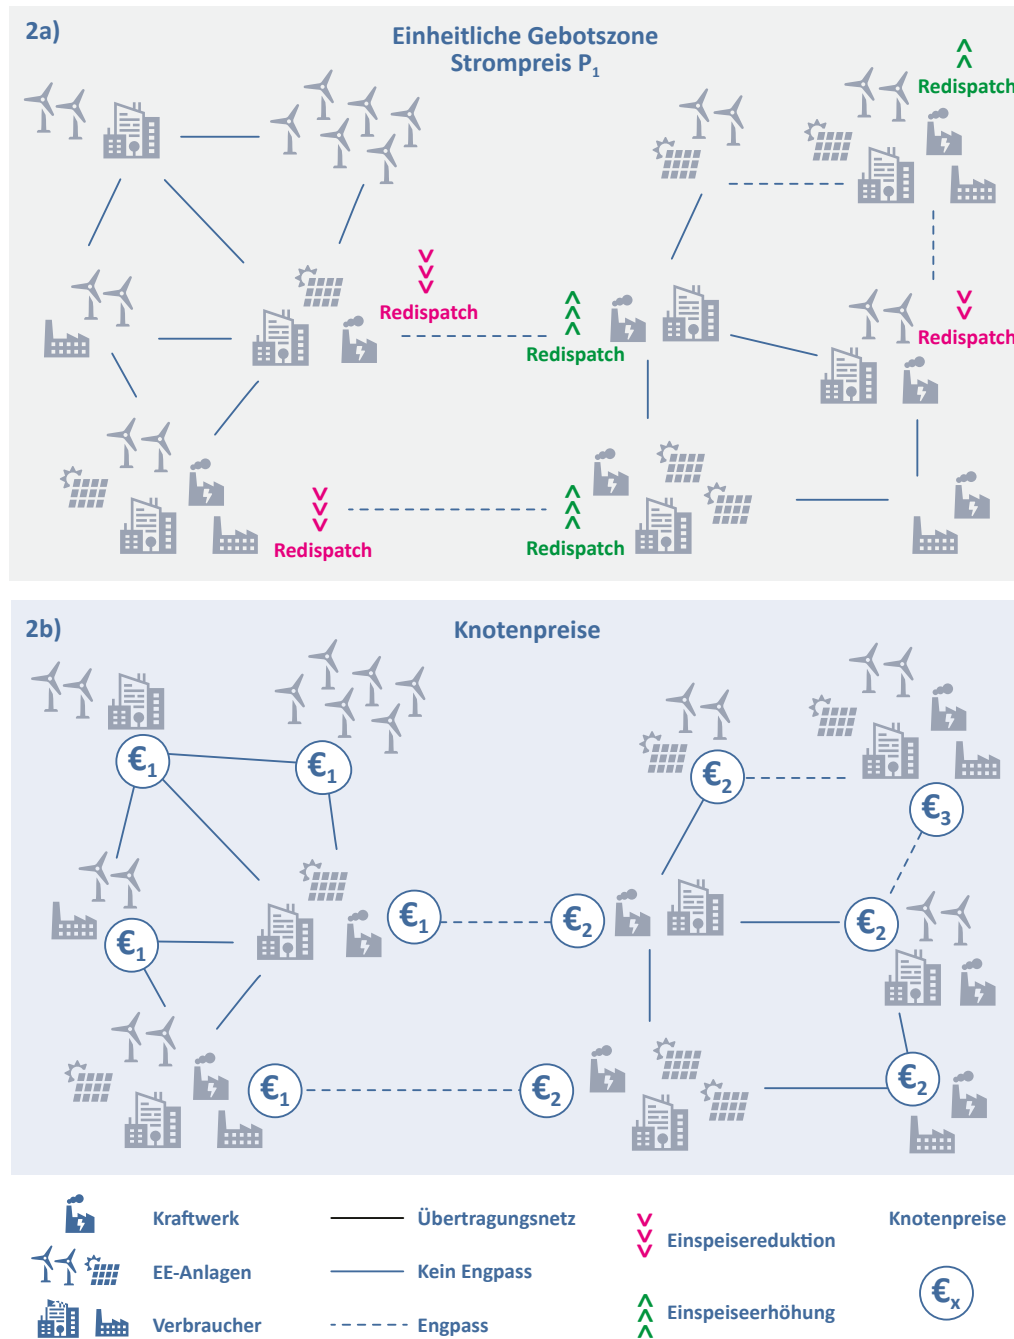 2a)
Einheitliche Gebotszone
Strompreis P₁
Redispatch
Redispatch
Redispatch
Redispatch
Redispatch
Redispatch
2b)
Knotenpreise
€₁
€₁
€₂
€₃
€₁
€₁
€₂
€₂
€₁
€₂
€₂
Kraftwerk
Übertragungsnetz
Knotenpreise
Einspeisereduktion
EE-Anlagen
Kein Engpass
€ₓ
Einspeiseerhöhung
Verbraucher
Engpass